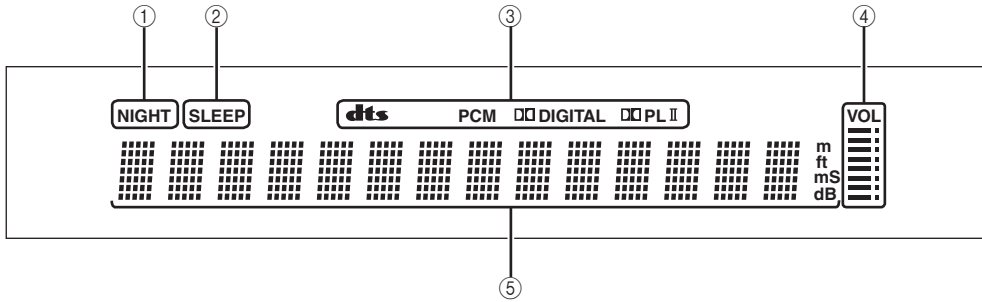 ① ② ③ ④
NIGHT SLEEP dts PCM DIGITAL PL II VOL
m
ft
mS
dB
⑤